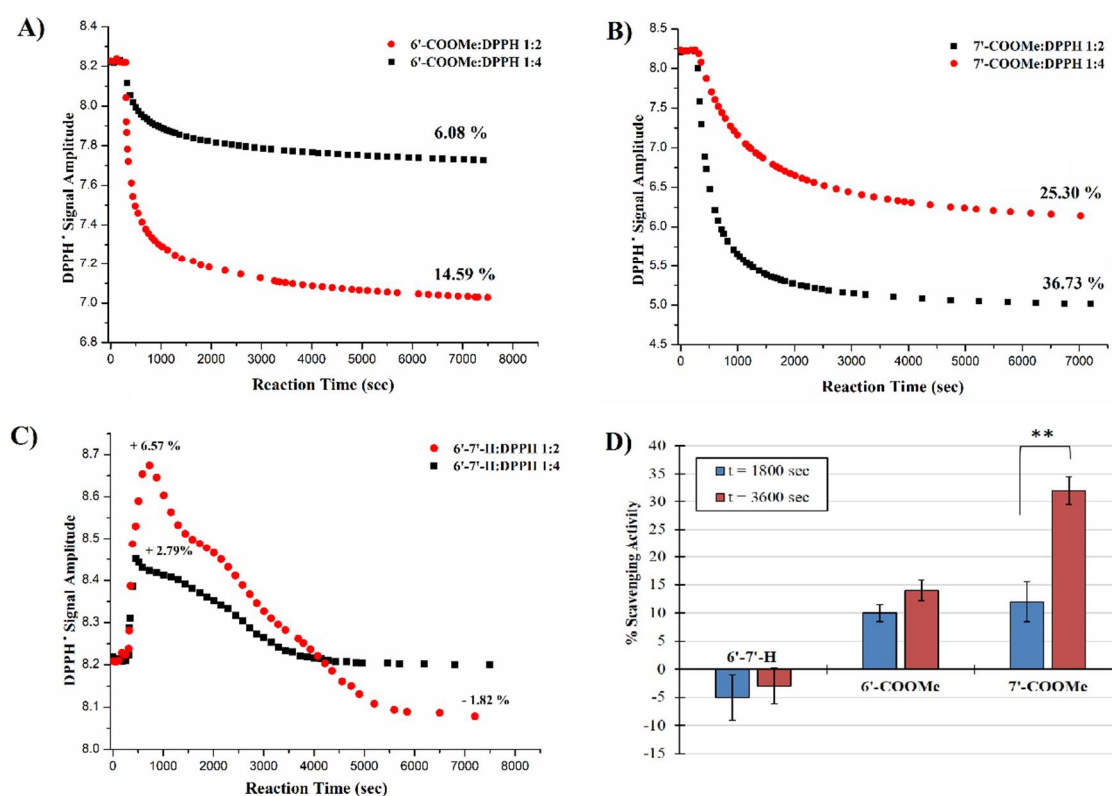 A)
DPPH• Signal Amplitude
8.4
8.2
8.0
7.8
7.6
7.4
7.2
7.0
6.8
6'-COOMe:DPPH 1:2
6'-COOMe:DPPH 1:4
6.08 %
14.59 %
0 1000 2000 3000 4000 5000 6000 7000 8000
Reaction Time (sec)
B)
DPPH• Signal Amplitude
8.5
8.0
7.5
7.0
6.5
6.0
5.5
5.0
4.5
7'-COOMe:DPPH 1:2
7'-COOMe:DPPH 1:4
25.30 %
36.73 %
0 1000 2000 3000 4000 5000 6000 7000
Reaction Time (sec)
C)
DPPH• Signal Amplitude
8.7
8.6
8.5
8.4
8.3
8.2
8.1
8.0
+ 6.57 %
6'-7'-H:DPPH 1:2
6'-7'-H:DPPH 1:4
+ 2.79%
- 1.82 %
0 1000 2000 3000 4000 5000 6000 7000 8000
Reaction Time (sec)
D)
% Scavenging Activity
40
35
30
25
20
15
10
5
0
-5
-10
-15
t = 1800 sec
t = 3600 sec
**
6'-7'-H
6'-COOMe
7'-COOMe